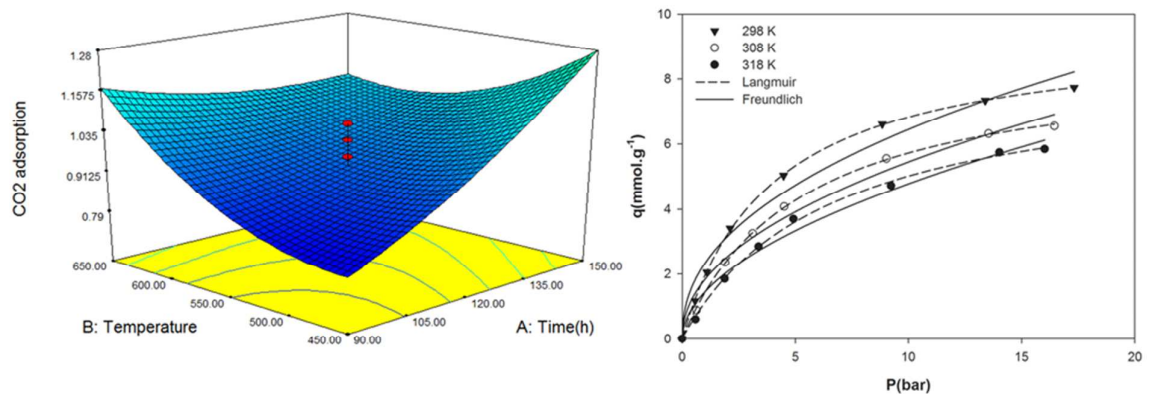 CO2 adsorption
1.28
1.1575
1.035
0.9125
0.79
650.00
600.00
550.00
500.00
450.00
90.00
105.00
120.00
135.00
150.00
B: Temperature
A: Time(h)
q(mmol.g-1)
10
8
6
4
2
0
298 K
308 K
318 K
Langmuir
Freundlich
0 5 10 15 20
P(bar)